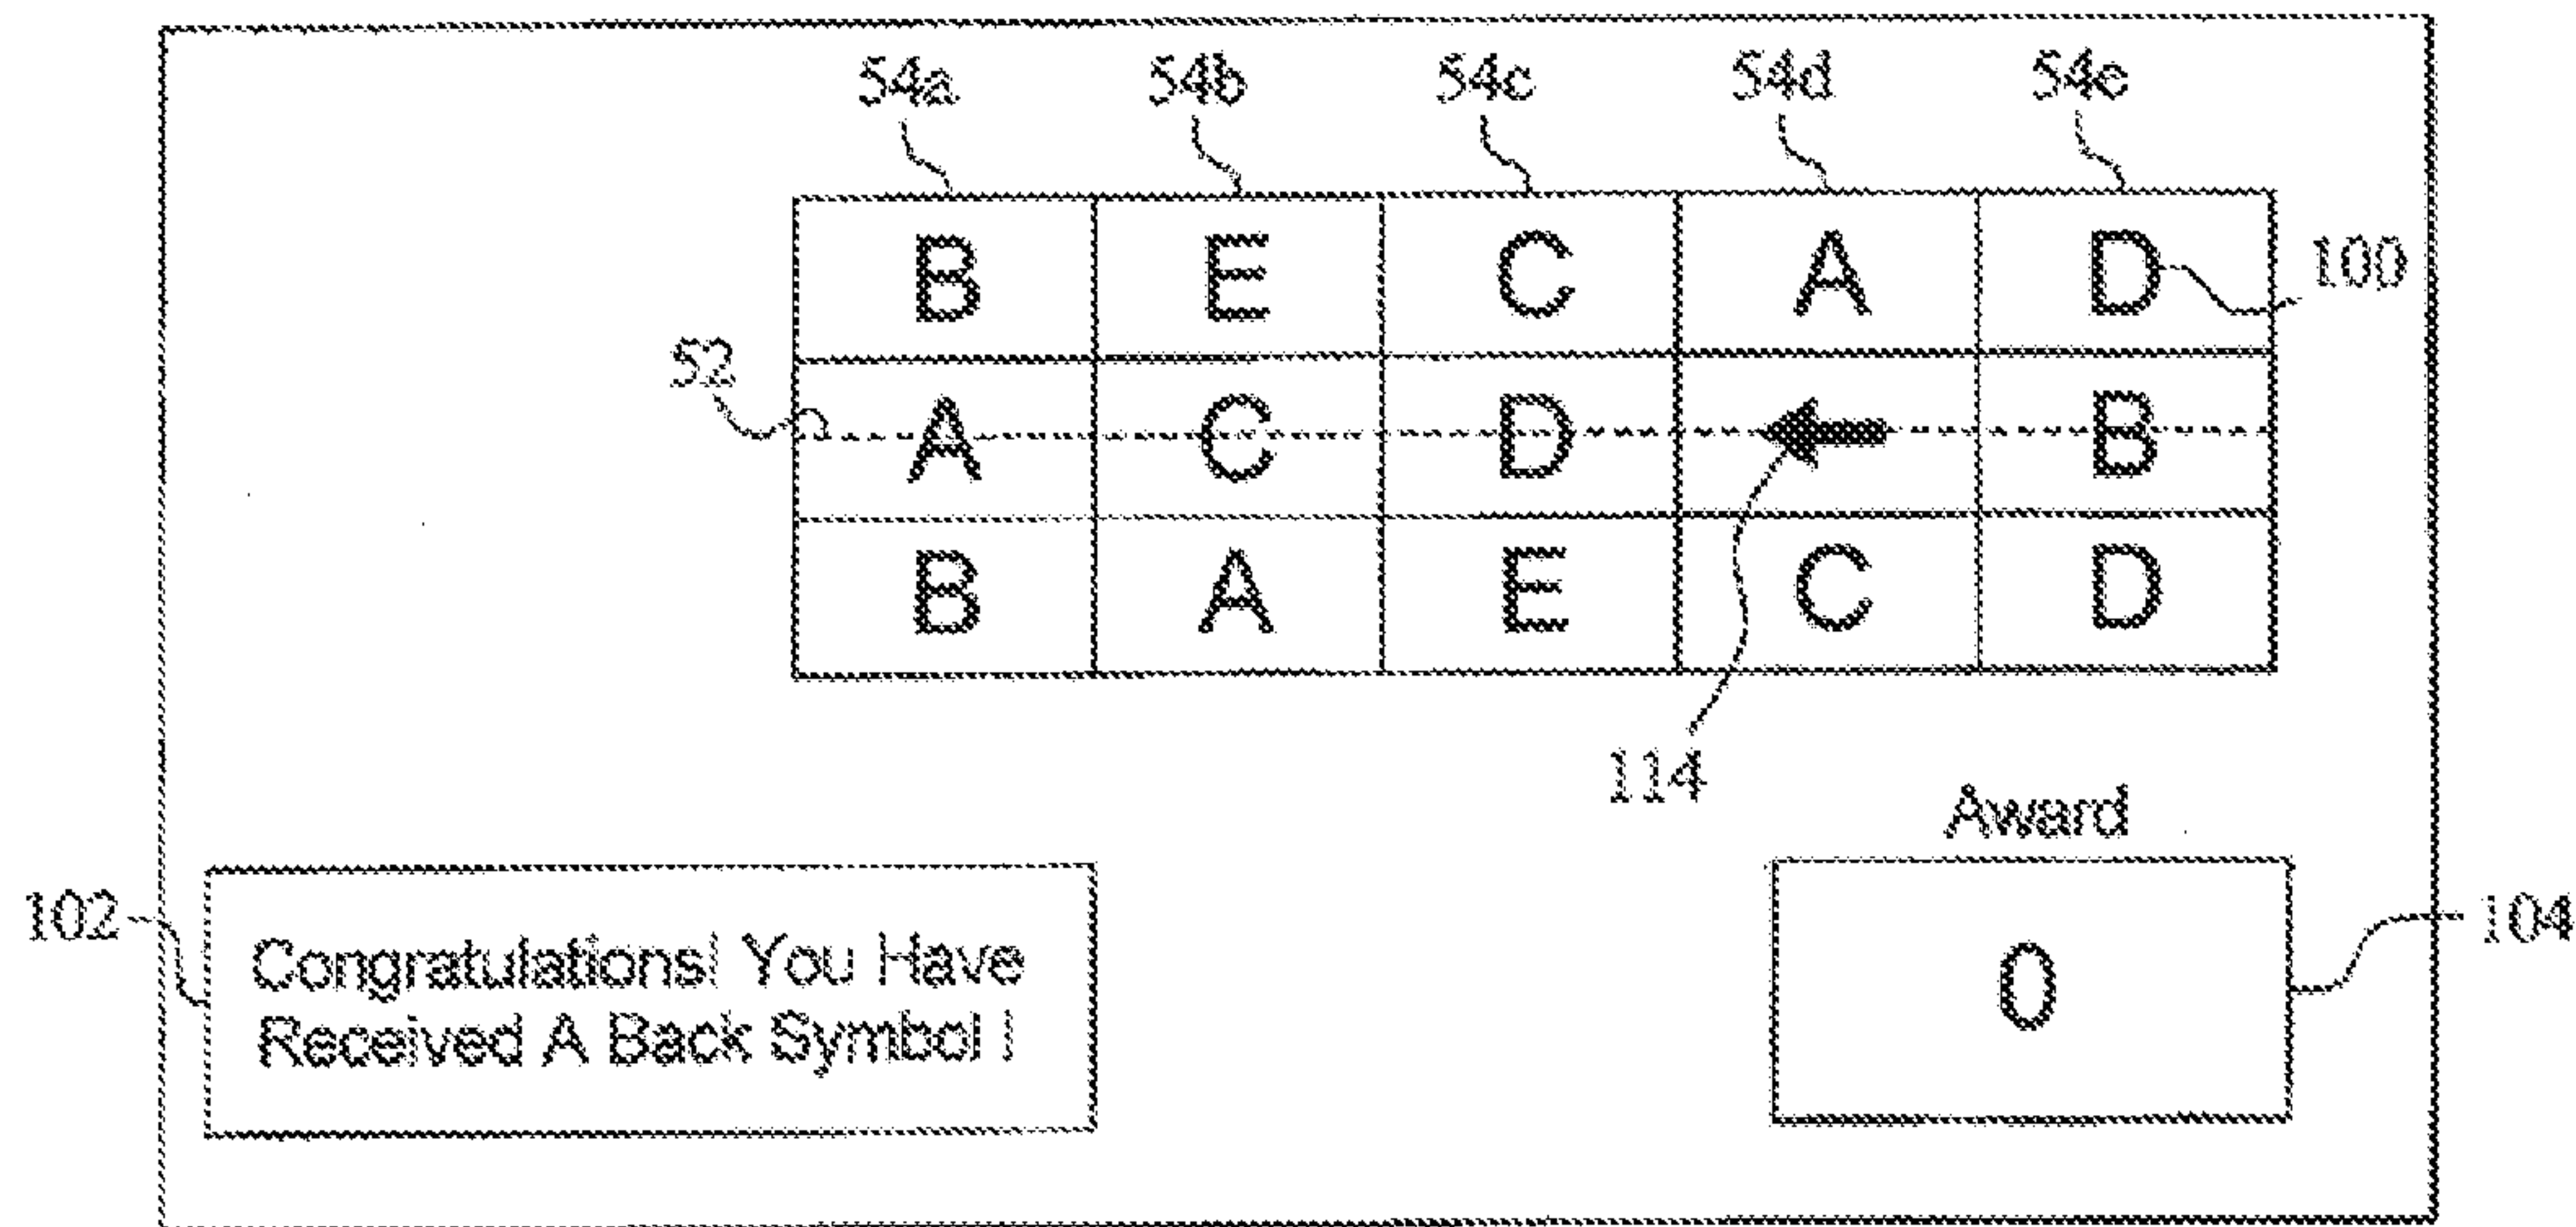 54a 54b 54c 54d 54e
B E C A D 100
52
A C D B
B A E C D
114
Award
102
Congratulations! You Have
Received A Back Symbol !
0
104